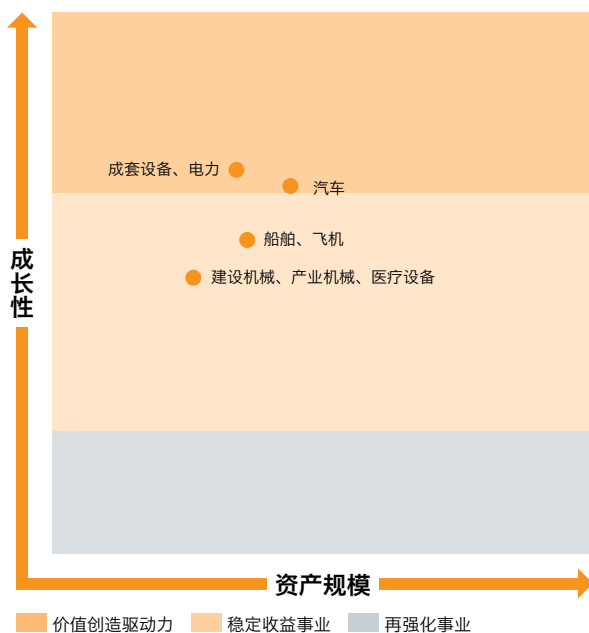 成套设备、电力
汽车
船舶、飞机
建设机械、产业机械、医疗设备
成长性
资产规模
价值创造驱动力
稳定收益事业
再强化事业